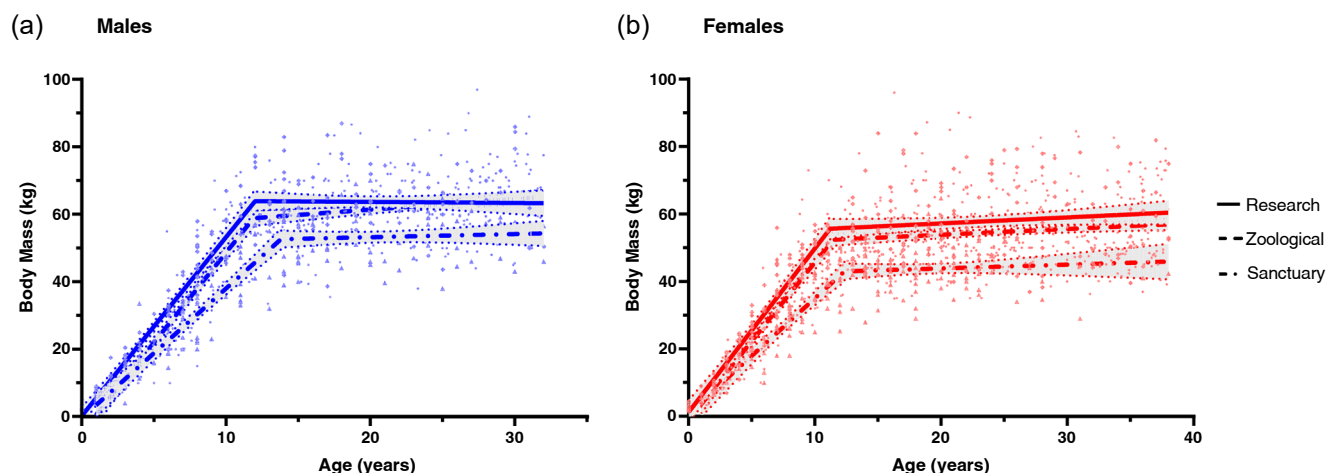 (a) Males
Body Mass (kg)
100
80
60
40
20
0
0 10 20 30
Age (years)
(b) Females
Body Mass (kg)
100
80
60
40
20
0
0 10 20 30 40
Age (years)
Research
Zoological
Sanctuary